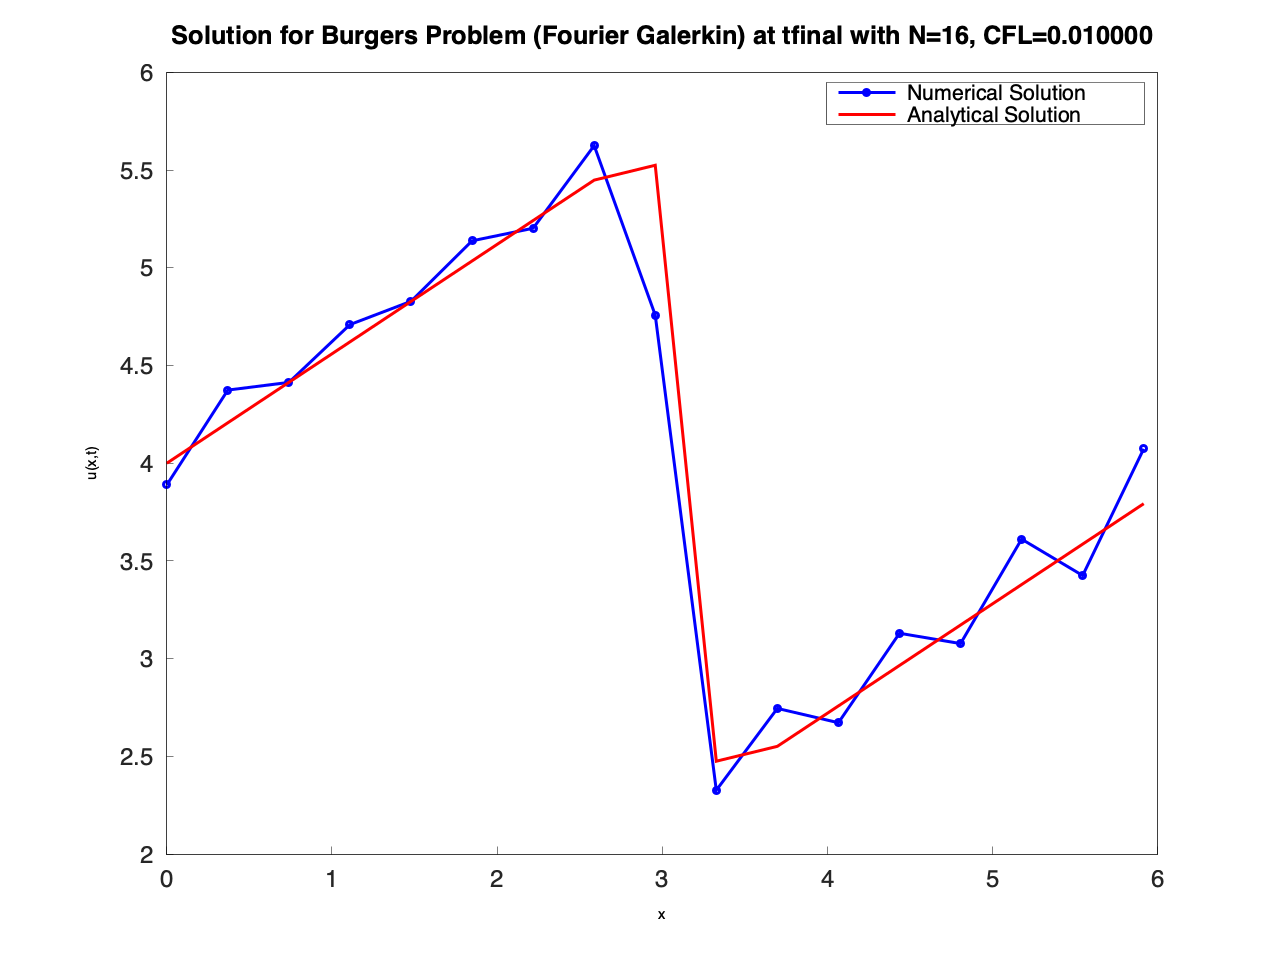 Solution for Burgers Problem (Fourier Galerkin) at tfinal with N=16, CFL=0.010000
Numerical Solution
Analytical Solution
6
5.5
5
4.5
4
3.5
3
2.5
2
u(x,t)
0 1 2 3 4 5 6
x